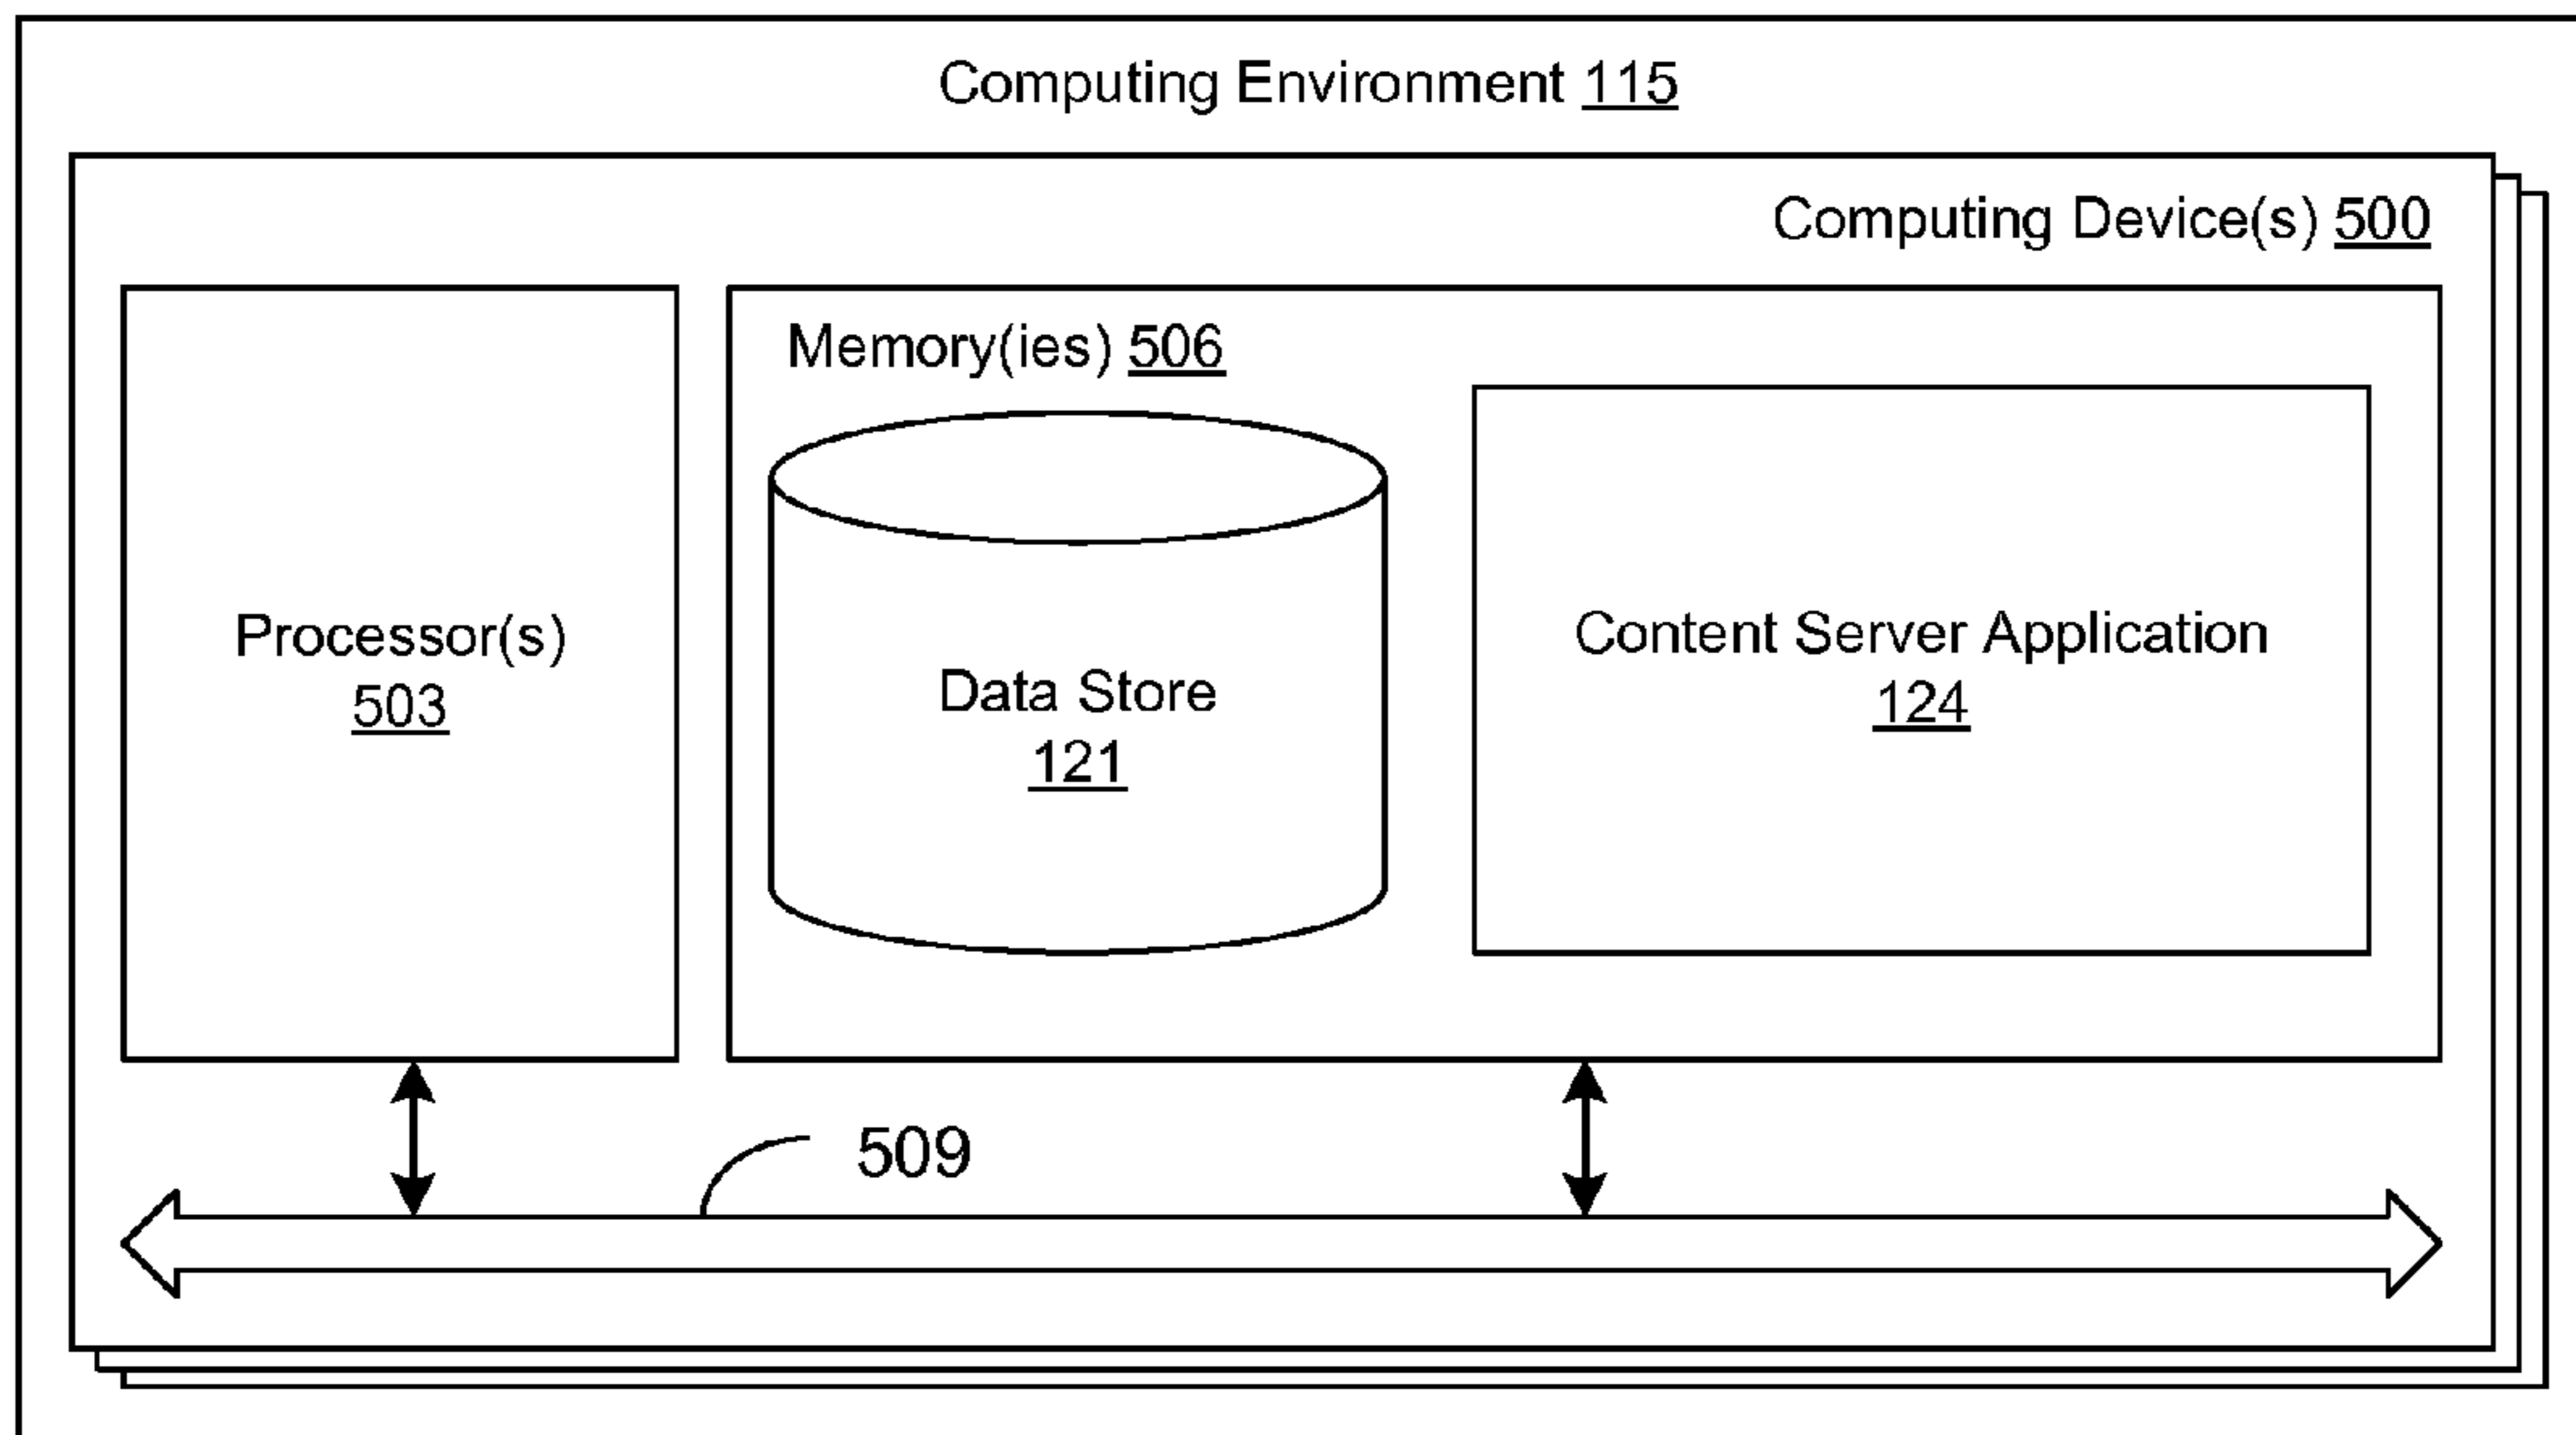 Computing Environment 115
Computing Device(s) 500
Memory(ies) 506
Processor(s)
503
Data Store
121
Content Server Application
124
509